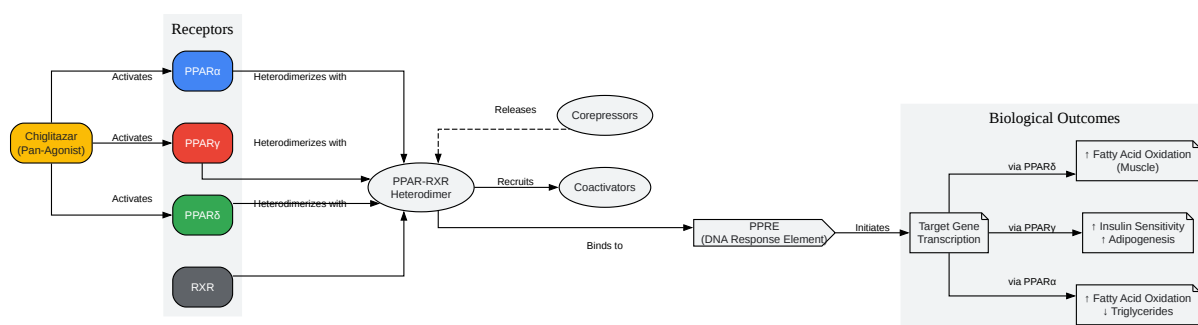 Receptors
PPARα
Activates
Heterodimerizes with
Chiglitazar
(Pan-Agonist)
Activates
PPARγ
Heterodimerizes with
Activates
PPARδ
Heterodimerizes with
RXR
PPAR-RXR
Heterodimer
Releases
Corepressors
Recruits
Coactivators
Binds to
PPRE
(DNA Response Element)
Initiates
Biological Outcomes
Target Gene
Transcription
via PPARδ
↑ Fatty Acid Oxidation
(Muscle)
via PPARγ
↑ Insulin Sensitivity
↑ Adipogenesis
via PPARα
↑ Fatty Acid Oxidation
↓ Triglycerides